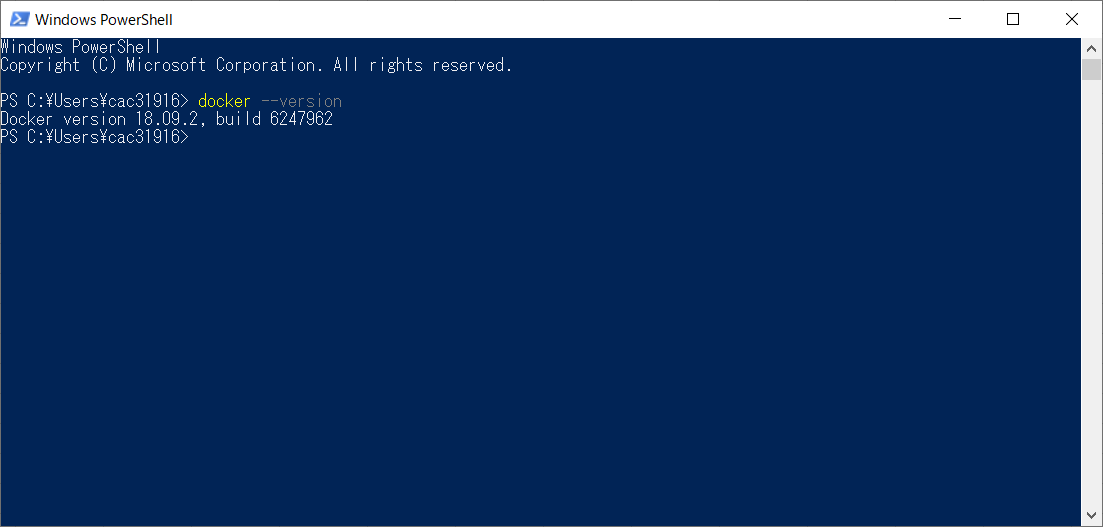 Windows PowerShell
Windows PowerShell
Copyright (C) Microsoft Corporation. All rights reserved.
PS C:¥Users¥cac31916> docker --version
Docker version 18.09.2, build 6247962
PS C:¥Users¥cac31916>